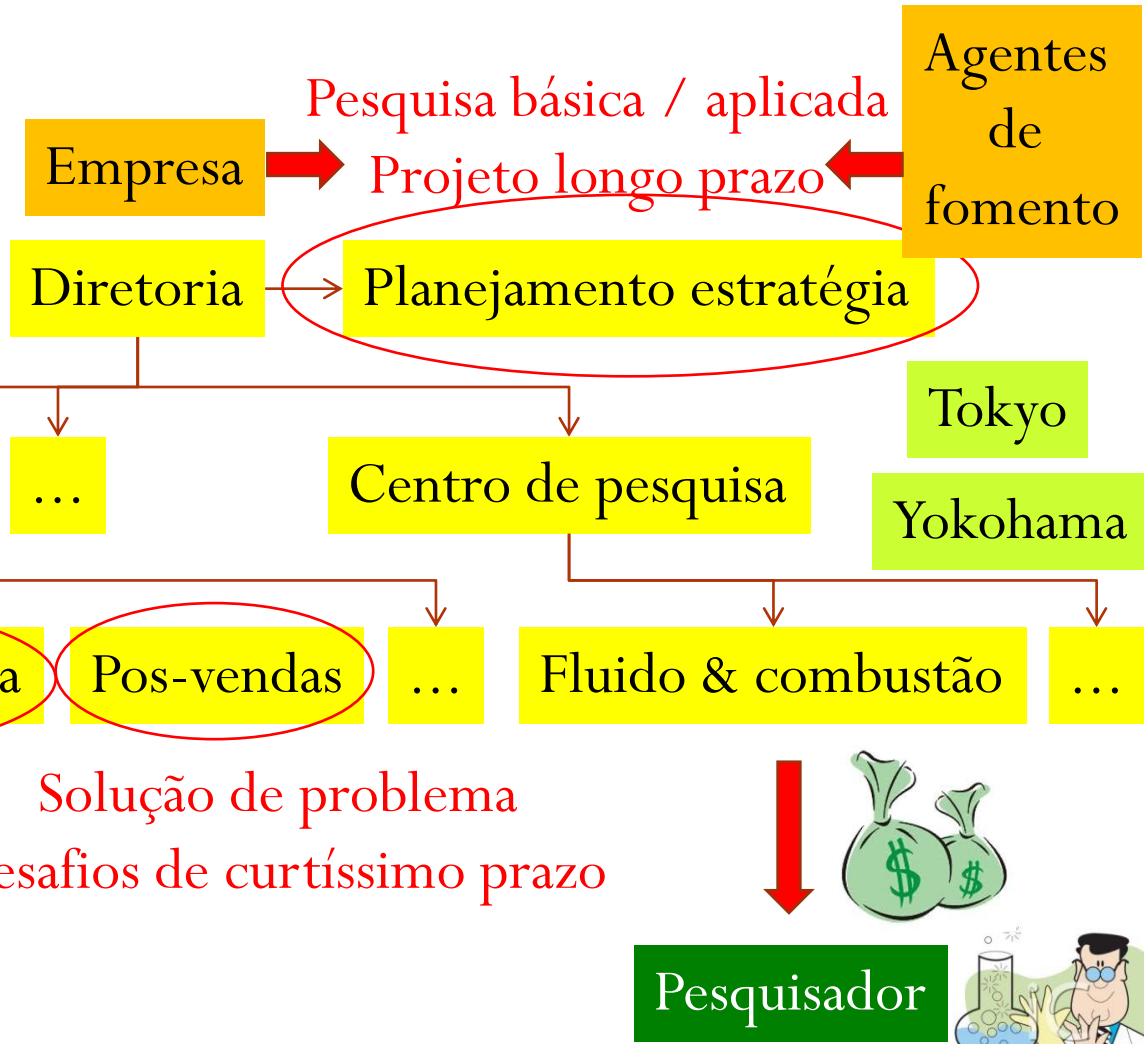 Agentes
de
fomento
Pesquisa básica / aplicada
Empresa
Projeto longo prazo
Diretoria
Planejamento estratégia
Tokyo
...
Centro de pesquisa
Yokohama
a
Pos-vendas
...
Fluido & combustão
...
Solução de problema
esafios de curtíssimo prazo
$
$
Pesquisador